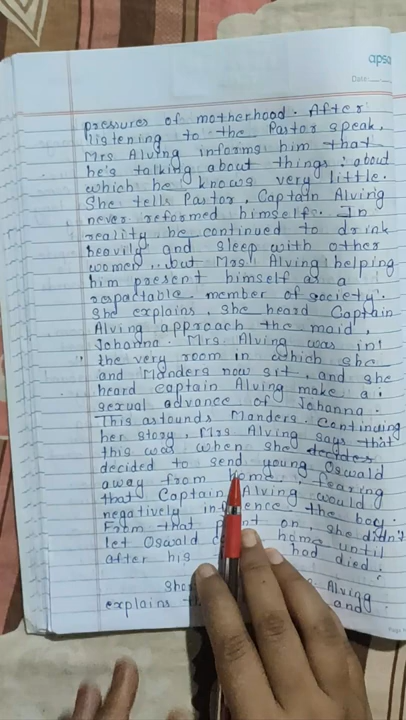 apsa
Date:
pressures of motherhood. After
listening to the Pastor speak,
Mrs Alving informs him that
he's talking about things : about
which he knows very little.
She tells Pastor, Captain Alving
never reformed himself. In
reality he continued to drink
heavily and sleep with other
women, but Mrs Alving helping
him present himself as a
respactable member of society.
She explains, she heard Captain
Alving approach the maid,
Johanna. Mrs. Alving was in
the very room in which she
and Manders now sit, and she
heard captain Alving make a
sexual advance of Johanna.
This astounds Manders. Continuing
her story, Mrs Alving says that
this was when she decides
decided to send young Oswald
away from home, fearing
that Captain Alving would
negatively the boy.
From that on, she didn't
let Oswald home until
after his had died.
Alving
explains and